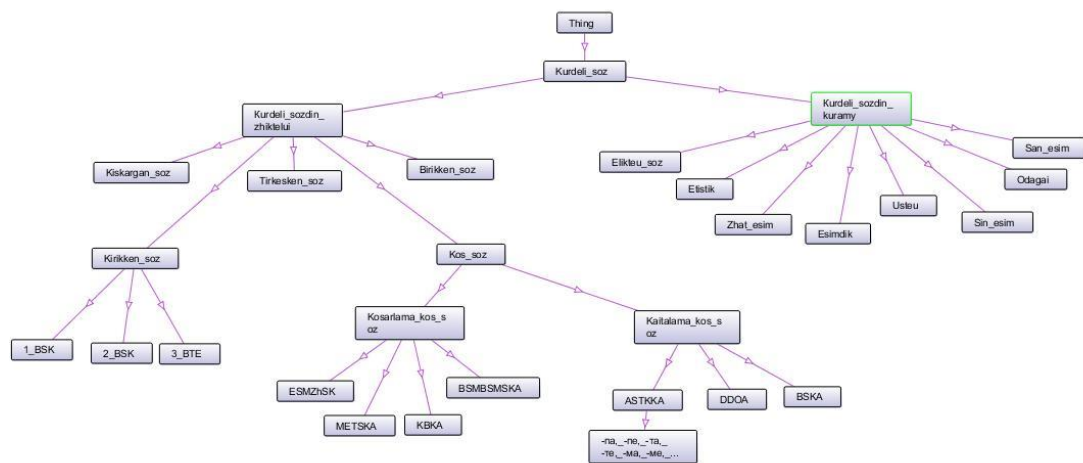 Thing
Kurdeli_soz
Kurdeli_sozdin_
zhiktelui
Kurdeli_sozdin_
kuramy
Kiskargan_soz
Tirkesken_soz
Birikken_soz
Elikteu_soz
Etistik
Zhat_esim
Esimdik
Usteu
Sin_esim
Odagai
San_esim
Kirikken_soz
Kos_soz
1_BSK
2_BSK
3_BTE
Kosarlama_kos_s
oz
Kaitalama_kos_s
oz
ESMZhSK
METSKA
KBKA
BSMBSMSKA
ASTKKA
DDOA
BSKA
-па,_-пе,_-та,_
-те,_-ма,_-ме,_...